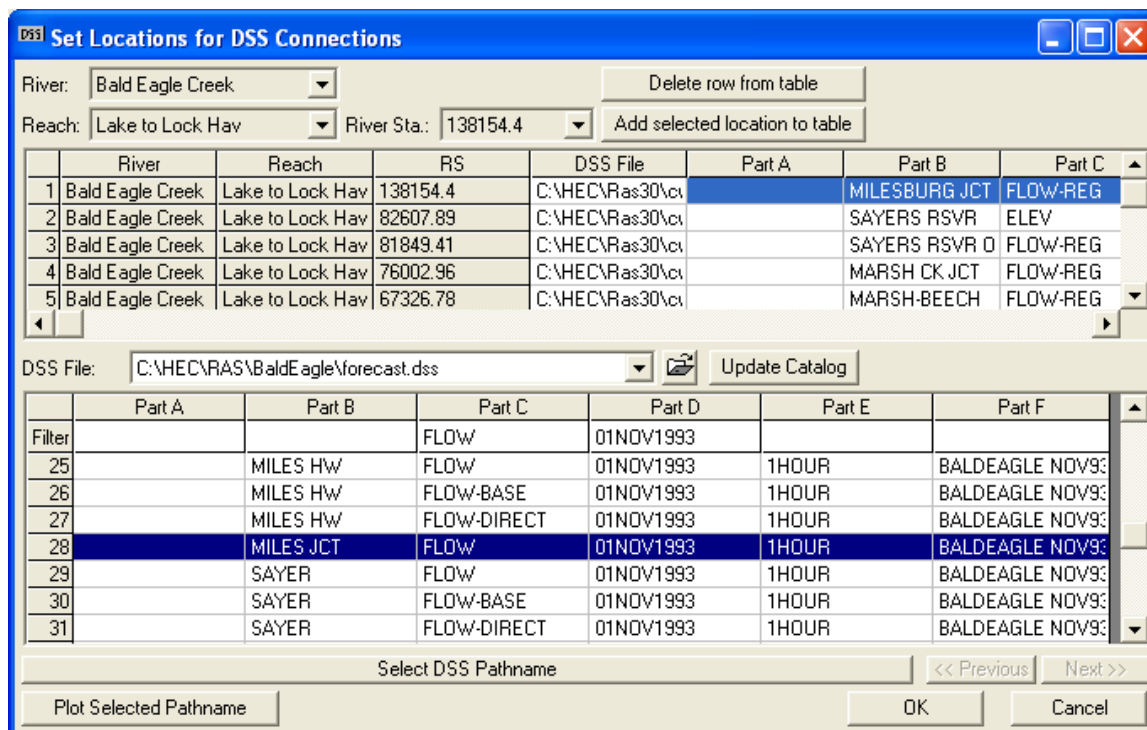 DSS Set Locations for DSS Connections
River: Bald Eagle Creek Delete row from table
Reach: Lake to Lock Hav River Sta.: 138154.4 Add selected location to table
River Reach RS DSS File Part A Part B Part C
1 Bald Eagle Creek Lake to Lock Hav 138154.4 C:\HEC\Ras30\cu MILESBURG JCT FLOW-REG
2 Bald Eagle Creek Lake to Lock Hav 82607.89 C:\HEC\Ras30\cu SAYERS RSVR ELEV
3 Bald Eagle Creek Lake to Lock Hav 81849.41 C:\HEC\Ras30\cu SAYERS RSVR O FLOW-REG
4 Bald Eagle Creek Lake to Lock Hav 76002.96 C:\HEC\Ras30\cu MARSH CK JCT FLOW-REG
5 Bald Eagle Creek Lake to Lock Hav 67326.78 C:\HEC\Ras30\cu MARSH-BEECH FLOW-REG
DSS File: C:\HEC\RAS\BaldEagle\forecast.dss Update Catalog
Part A Part B Part C Part D Part E Part F
Filter FLOW 01NOV1993
25 MILES HW FLOW 01NOV1993 1HOUR BALDEAGLE NOV93
26 MILES HW FLOW-BASE 01NOV1993 1HOUR BALDEAGLE NOV93
27 MILES HW FLOW-DIRECT 01NOV1993 1HOUR BALDEAGLE NOV93
28 MILES JCT FLOW 01NOV1993 1HOUR BALDEAGLE NOV93
29 SAYER FLOW 01NOV1993 1HOUR BALDEAGLE NOV93
30 SAYER FLOW-BASE 01NOV1993 1HOUR BALDEAGLE NOV93
31 SAYER FLOW-DIRECT 01NOV1993 1HOUR BALDEAGLE NOV93
Select DSS Pathname << Previous Next >>
Plot Selected Pathname OK Cancel